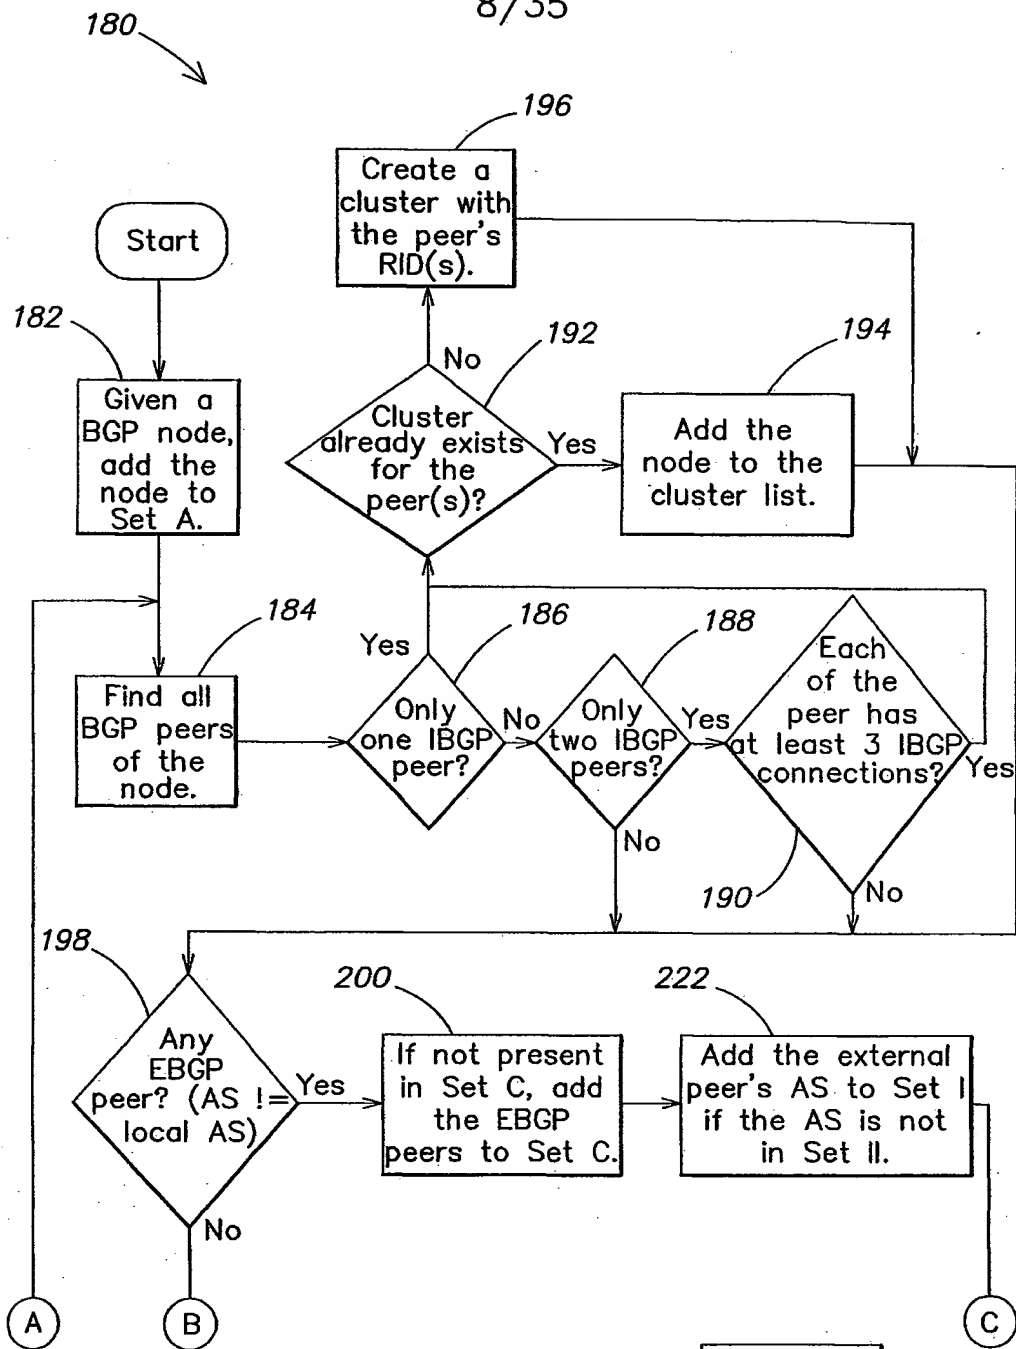 8/35
180
196
Create a
cluster with
the peer's
RID(s).
Start
182
192
194
No
Given a
BGP node,
add the
node to
Set A.
Cluster
already exists
for the
peer(s)?
Yes
Add the
node to the
cluster list.
184
186
188
Yes
Find all
BGP peers
of the
node.
Only
one IBGP
peer?
No
Only
two IBGP
peers?
Yes
Each
of the
peer has
at least 3 IBGP
connections?
Yes
No
190
No
198
200
222
Any
EBGP
peer? (AS !=
local AS)
Yes
If not present
in Set C, add
the EBGP
peers to Set C.
Add the external
peer's AS to Set I
if the AS is not
in Set II.
No
A
B
C